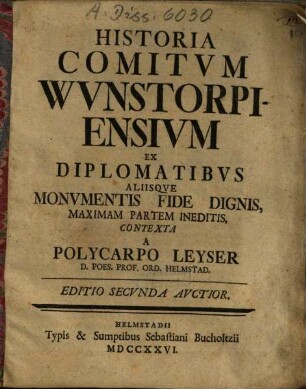 A. Diss. 6030
HISTORIA
COMITVM
WVNSTORPI-
ENSIVM
EX
DIPLOMATIBVS
ALIISQVE
MONVMENTIS FIDE DIGNIS,
MAXIMAM PARTEM INEDITIS,
CONTEXTA
A
POLYCARPO LEYSER
D. POES. PROF. ORD. HELMSTAD.
EDITIO SECVNDA AVCTIOR.
HELMSTADII
Typis & Sumptibus Sebastiani Bucholtzii
MDCCXXVI.